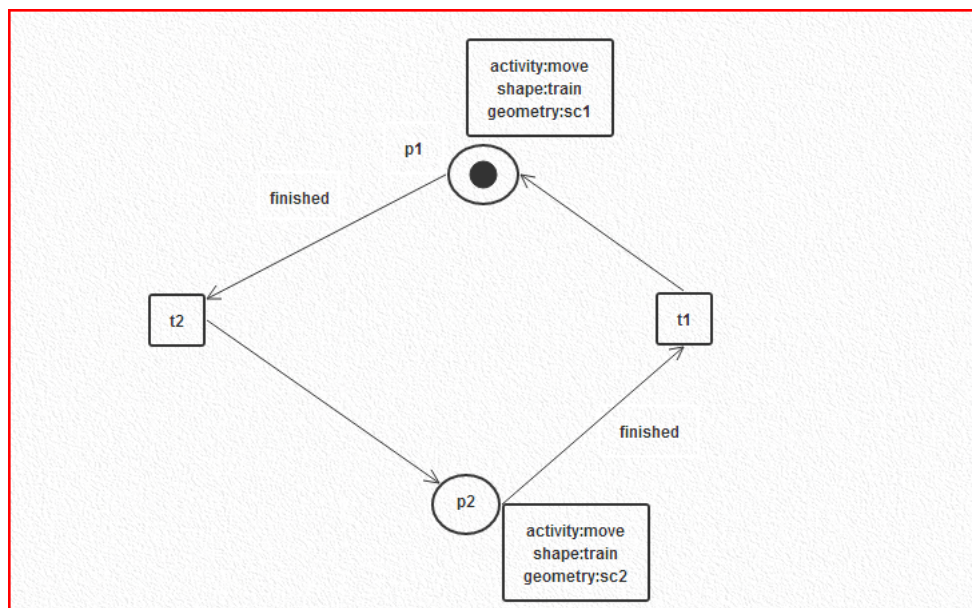 activity:move
shape:train
geometry:sc1
p1
finished
t2
t1
finished
p2
activity:move
shape:train
geometry:sc2